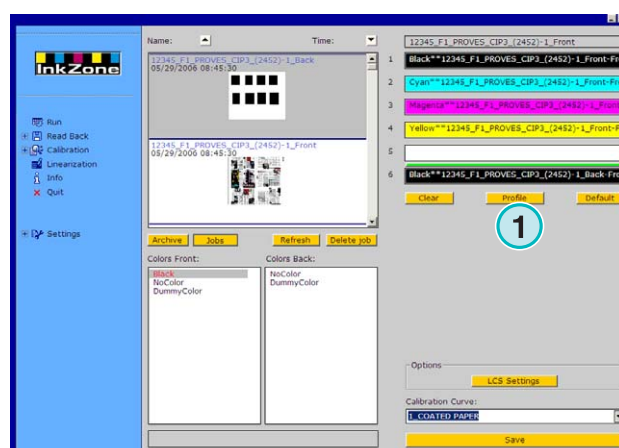 InkZone
Run
Read Back
Calibration
Linearization
Info
Quit
Settings
Name:
Time:
12345_F1_PROVES_CIP3_(2452)-1_Back
05/29/2006 08:45:30
12345_F1_PROVES_CIP3_(2452)-1_Front
05/29/2006 08:45:30
Archive
Jobs
Refresh
Delete job
Colors Front:
Colors Back:
Black
NoColor
DummyColor
NoColor
DummyColor
12345_F1_PROVES_CIP3_(2452)-1_Front
1 Black**12345_F1_PROVES_CIP3_(2452)-1_Front-Fro
2 Cyan**12345_F1_PROVES_CIP3_(2452)-1_Front-Fro
3 Magenta**12345_F1_PROVES_CIP3_(2452)-1_Front-
4 Yellow**12345_F1_PROVES_CIP3_(2452)-1_Front-F
5
6 Black**12345_F1_PROVES_CIP3_(2452)-1_Back-Fro
Clear
Profile
Default
1
Options
LCS Settings
Calibration Curve:
1_COATED PAPER
Save